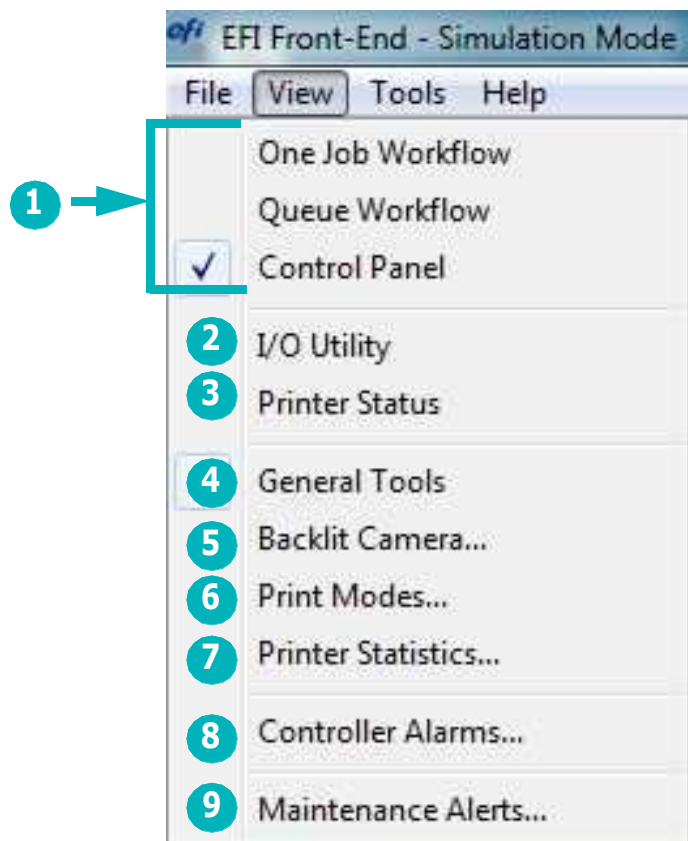 efi EFI Front-End - Simulation Mode
File View Tools Help
One Job Workflow
1
Queue Workflow
Control Panel
2 I/O Utility
3 Printer Status
4 General Tools
5 Backlit Camera...
6 Print Modes...
7 Printer Statistics...
8 Controller Alarms...
9 Maintenance Alerts...